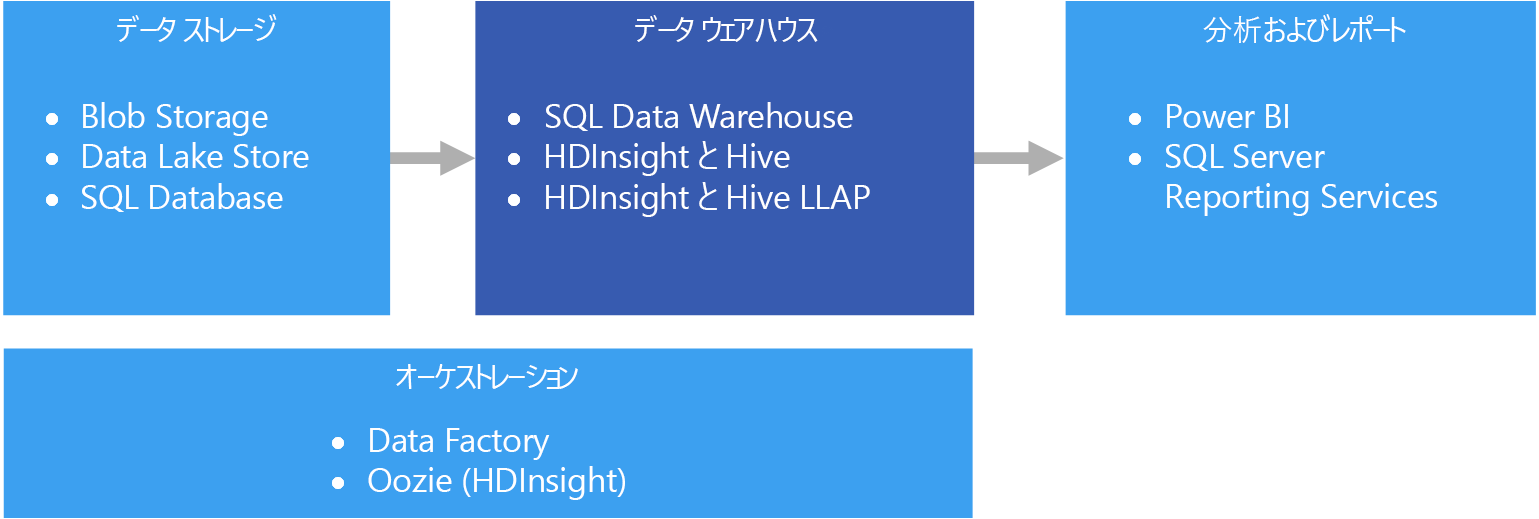 データ ストレージ
• Blob Storage
• Data Lake Store
• SQL Database
データ ウェアハウス
• SQL Data Warehouse
• HDInsight と Hive
• HDInsight と Hive LLAP
分析およびレポート
• Power BI
• SQL Server
Reporting Services
オーケストレーション
• Data Factory
• Oozie (HDInsight)